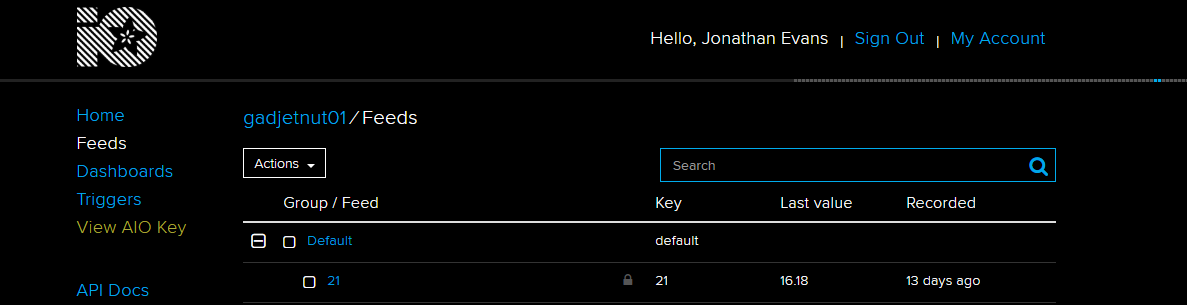 io
Hello, Jonathan Evans | Sign Out | My Account
Home
Feeds
Dashboards
Triggers
View AIO Key
API Docs
gadjetnut01 / Feeds
Actions
Search
Group / Feed Key Last value Recorded
Default default
21 21 16.18 13 days ago